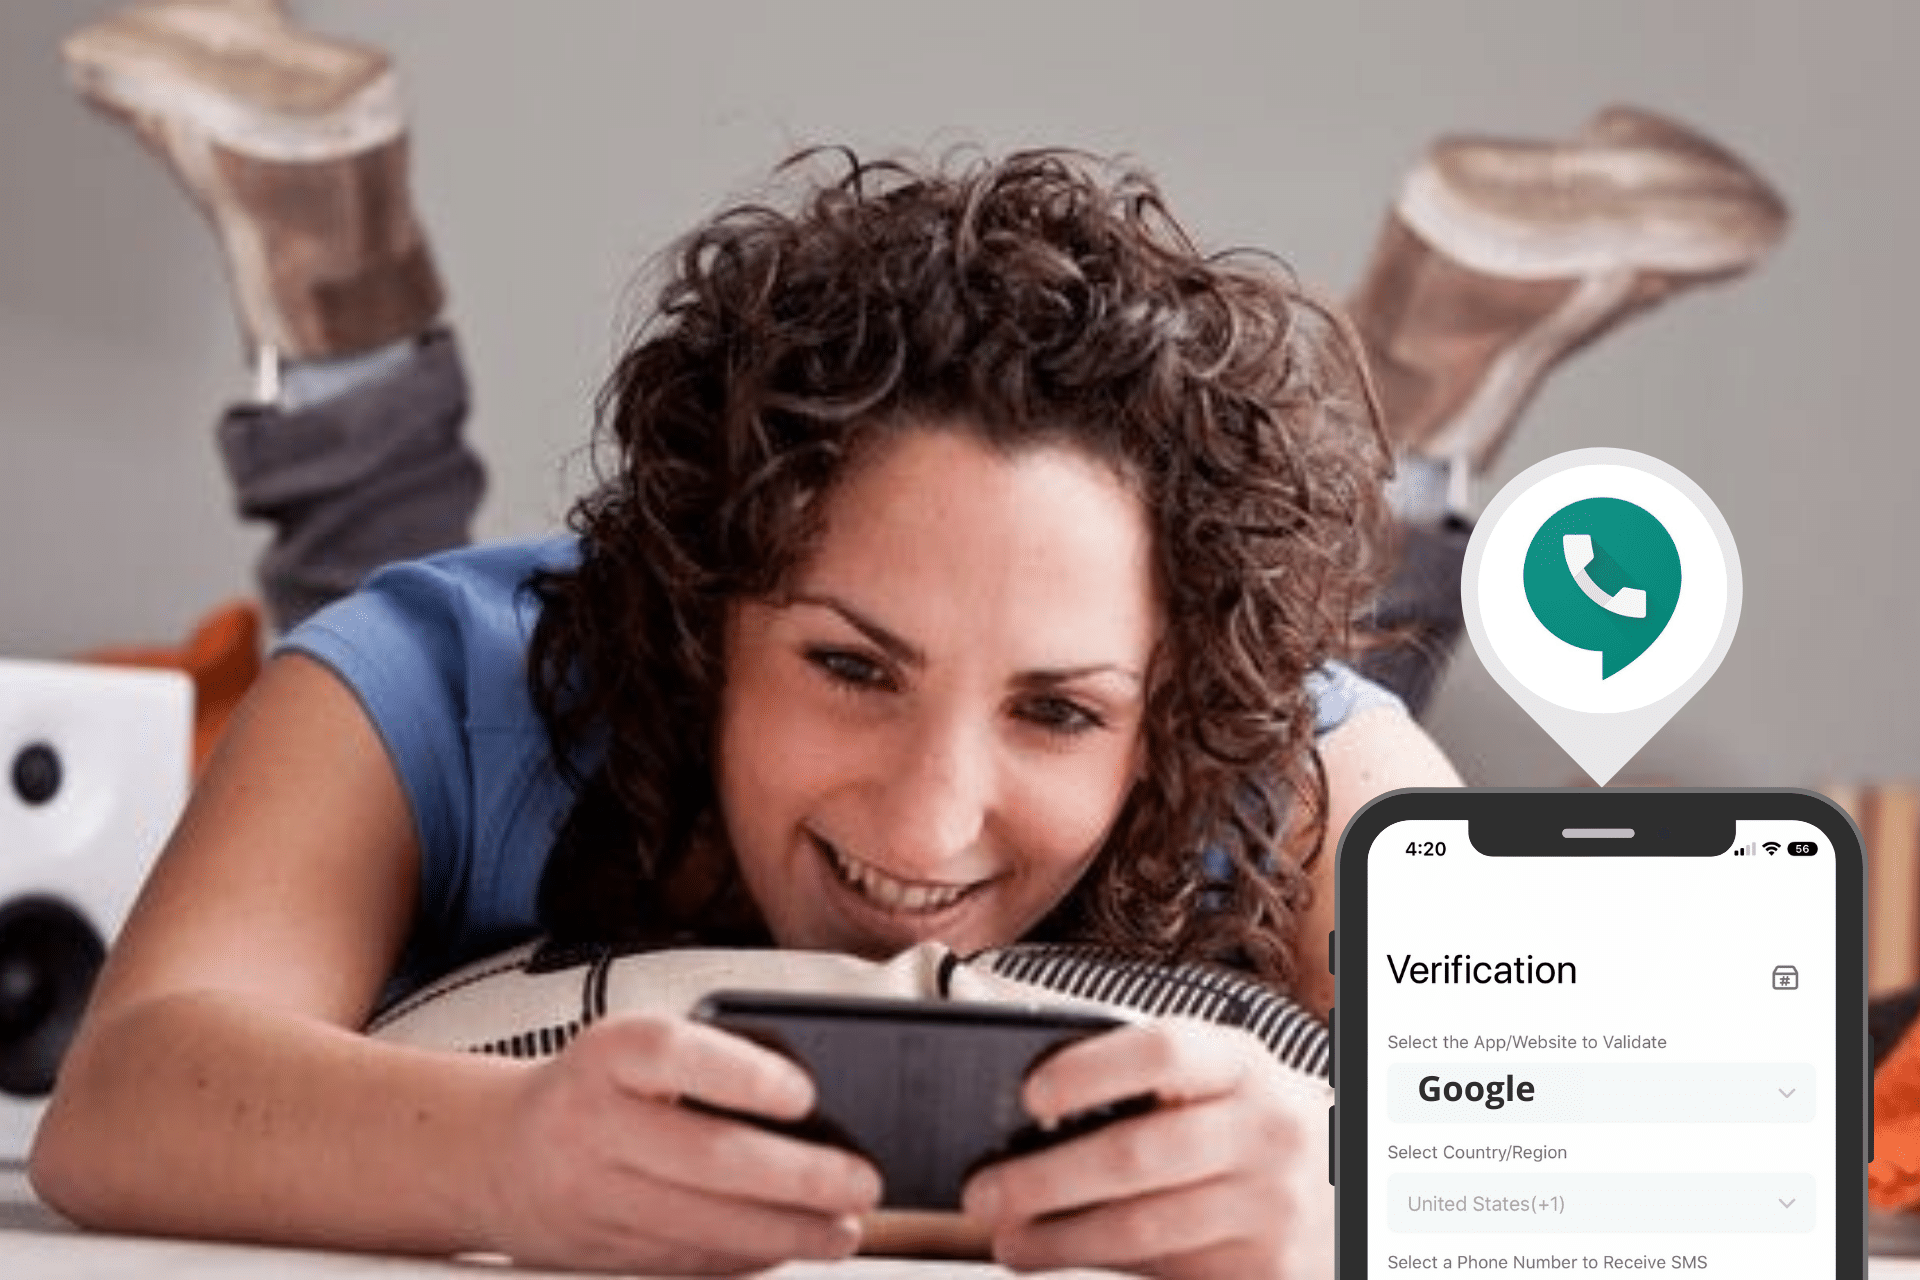 4:20
56
Verification
#
Select the App/Website to Validate
Google
Select Country/Region
United States(+1)
Select a Phone Number to Receive SMS